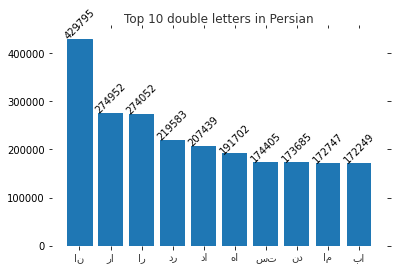 Top 10 double letters in Persian
400000
300000
200000
100000
0
429795
274952
274052
219583
207439
191702
174405
173685
172747
172249
ان
را
ار
در
دا
ها
ست
ند
ام
با